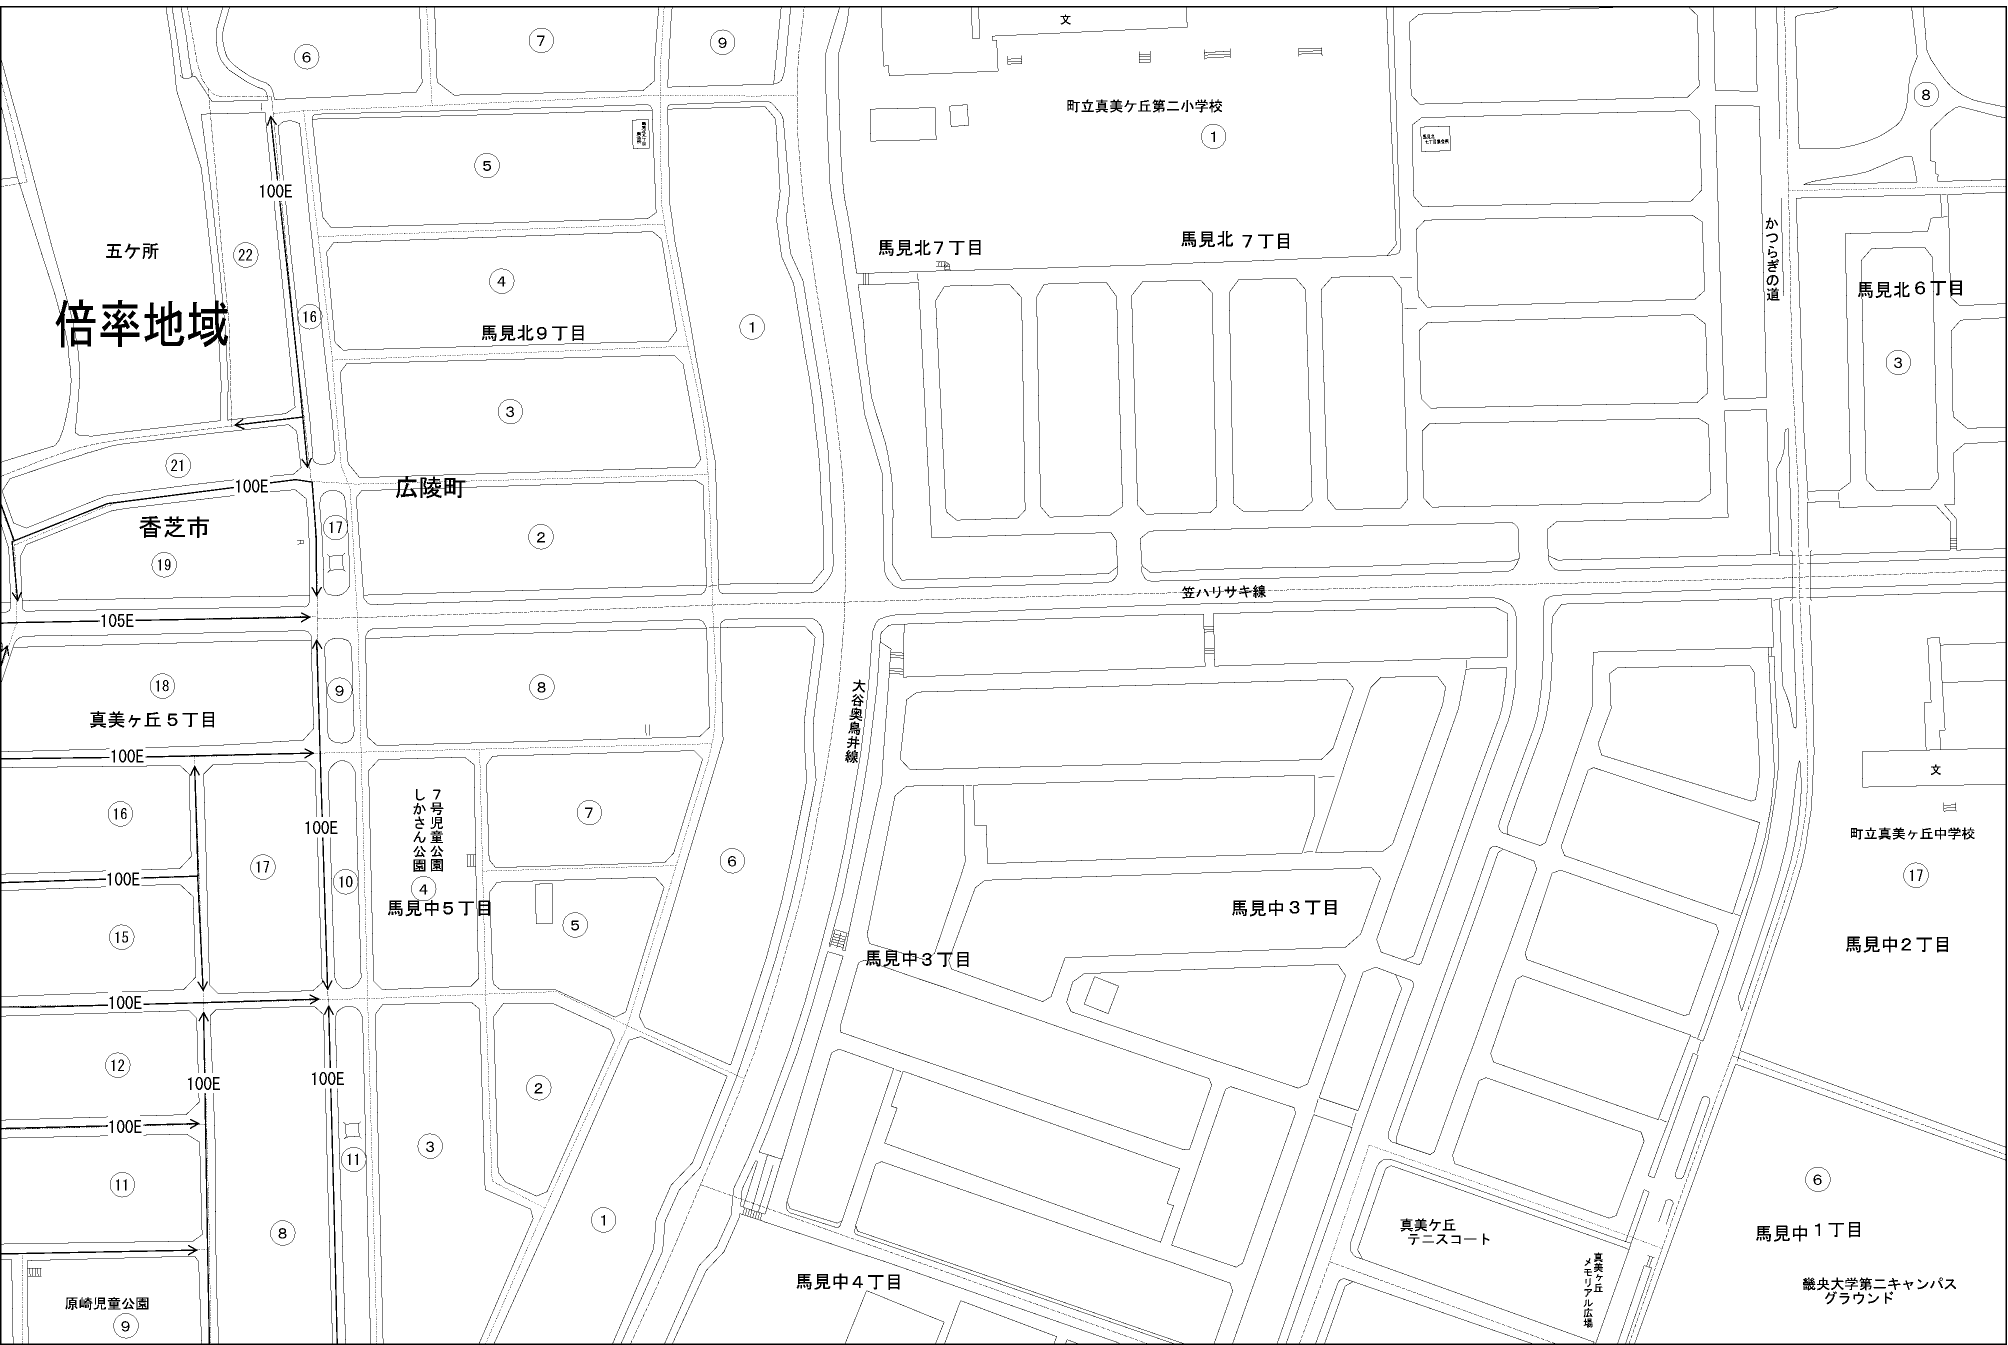 文
⑥
⑦
⑨
⑧
町立真美ケ丘第二小学校
①
⑤
100E
五ケ所
㉒
馬見北７丁目
馬見北 ７丁目
かつらぎの道
④
馬見北６丁目
倍率地域
⑯
馬見北９丁目
①
③
③
㉑
100E
広陵町
香芝市
⑰
②
⑲
笠ハリサキ線
105E
⑱
⑨
⑧
真美ヶ丘５丁目
大谷奥鳥井線
100E
文
⑯
100E
７号児童公園
しかさん公園
⑦
町立真美ヶ丘中学校
⑰
⑥
⑰
100E
⑩
④
馬見中５丁目
馬見中３丁目
⑮
⑤
馬見中３丁目
馬見中２丁目
100E
⑫
100E
100E
②
100E
③
⑪
⑪
⑥
⑧
①
真美ケ丘
テニスコート
馬見中１丁目
真美ヶ丘
メモリアル広場
馬見中４丁目
畿央大学第二キャンパス
グラウンド
原崎児童公園
⑨